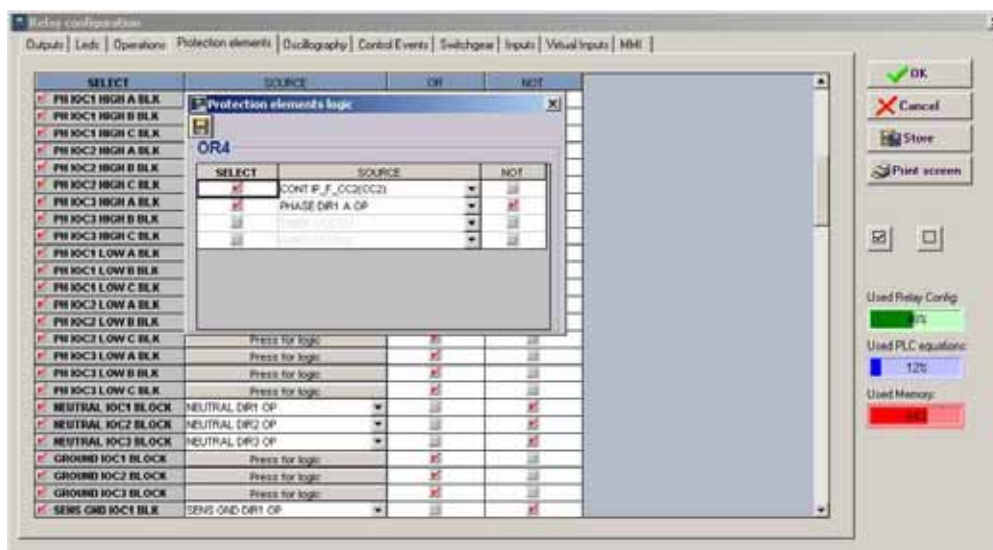 Relay configuration
Outputs Leds Operations Protection elements Oscillography Control Events Switchgear Inputs Virtual Inputs MMI
SELECT SOURCE OR NOT
PH IOC1 HIGH A BLK
PH IOC1 HIGH B BLK
PH IOC1 HIGH C BLK
PH IOC2 HIGH A BLK
PH IOC2 HIGH B BLK
PH IOC2 HIGH C BLK
PH IOC3 HIGH A BLK
PH IOC3 HIGH B BLK
PH IOC3 HIGH C BLK
PH IOC1 LOW A BLK
PH IOC1 LOW B BLK
PH IOC1 LOW C BLK
PH IOC2 LOW A BLK
PH IOC2 LOW B BLK
PH IOC2 LOW C BLK Press for logic
PH IOC3 LOW A BLK Press for logic
PH IOC3 LOW B BLK Press for logic
PH IOC3 LOW C BLK Press for logic
NEUTRAL IOC1 BLOCK NEUTRAL DIR1 OP
NEUTRAL IOC2 BLOCK NEUTRAL DIR2 OP
NEUTRAL IOC3 BLOCK NEUTRAL DIR3 OP
GROUND IOC1 BLOCK Press for logic
GROUND IOC2 BLOCK Press for logic
GROUND IOC3 BLOCK Press for logic
SENS GND IOC1 BLK SENS GND DIR1 OP
Protection elements logic
OR4
SELECT SOURCE NOT
CONT IP_F_CC2(CC2)
PHASE DIR1 A OP
OK
Cancel
Store
Print screen
Used Relay Config:
Used PLC equations:
12%
Used Memory: